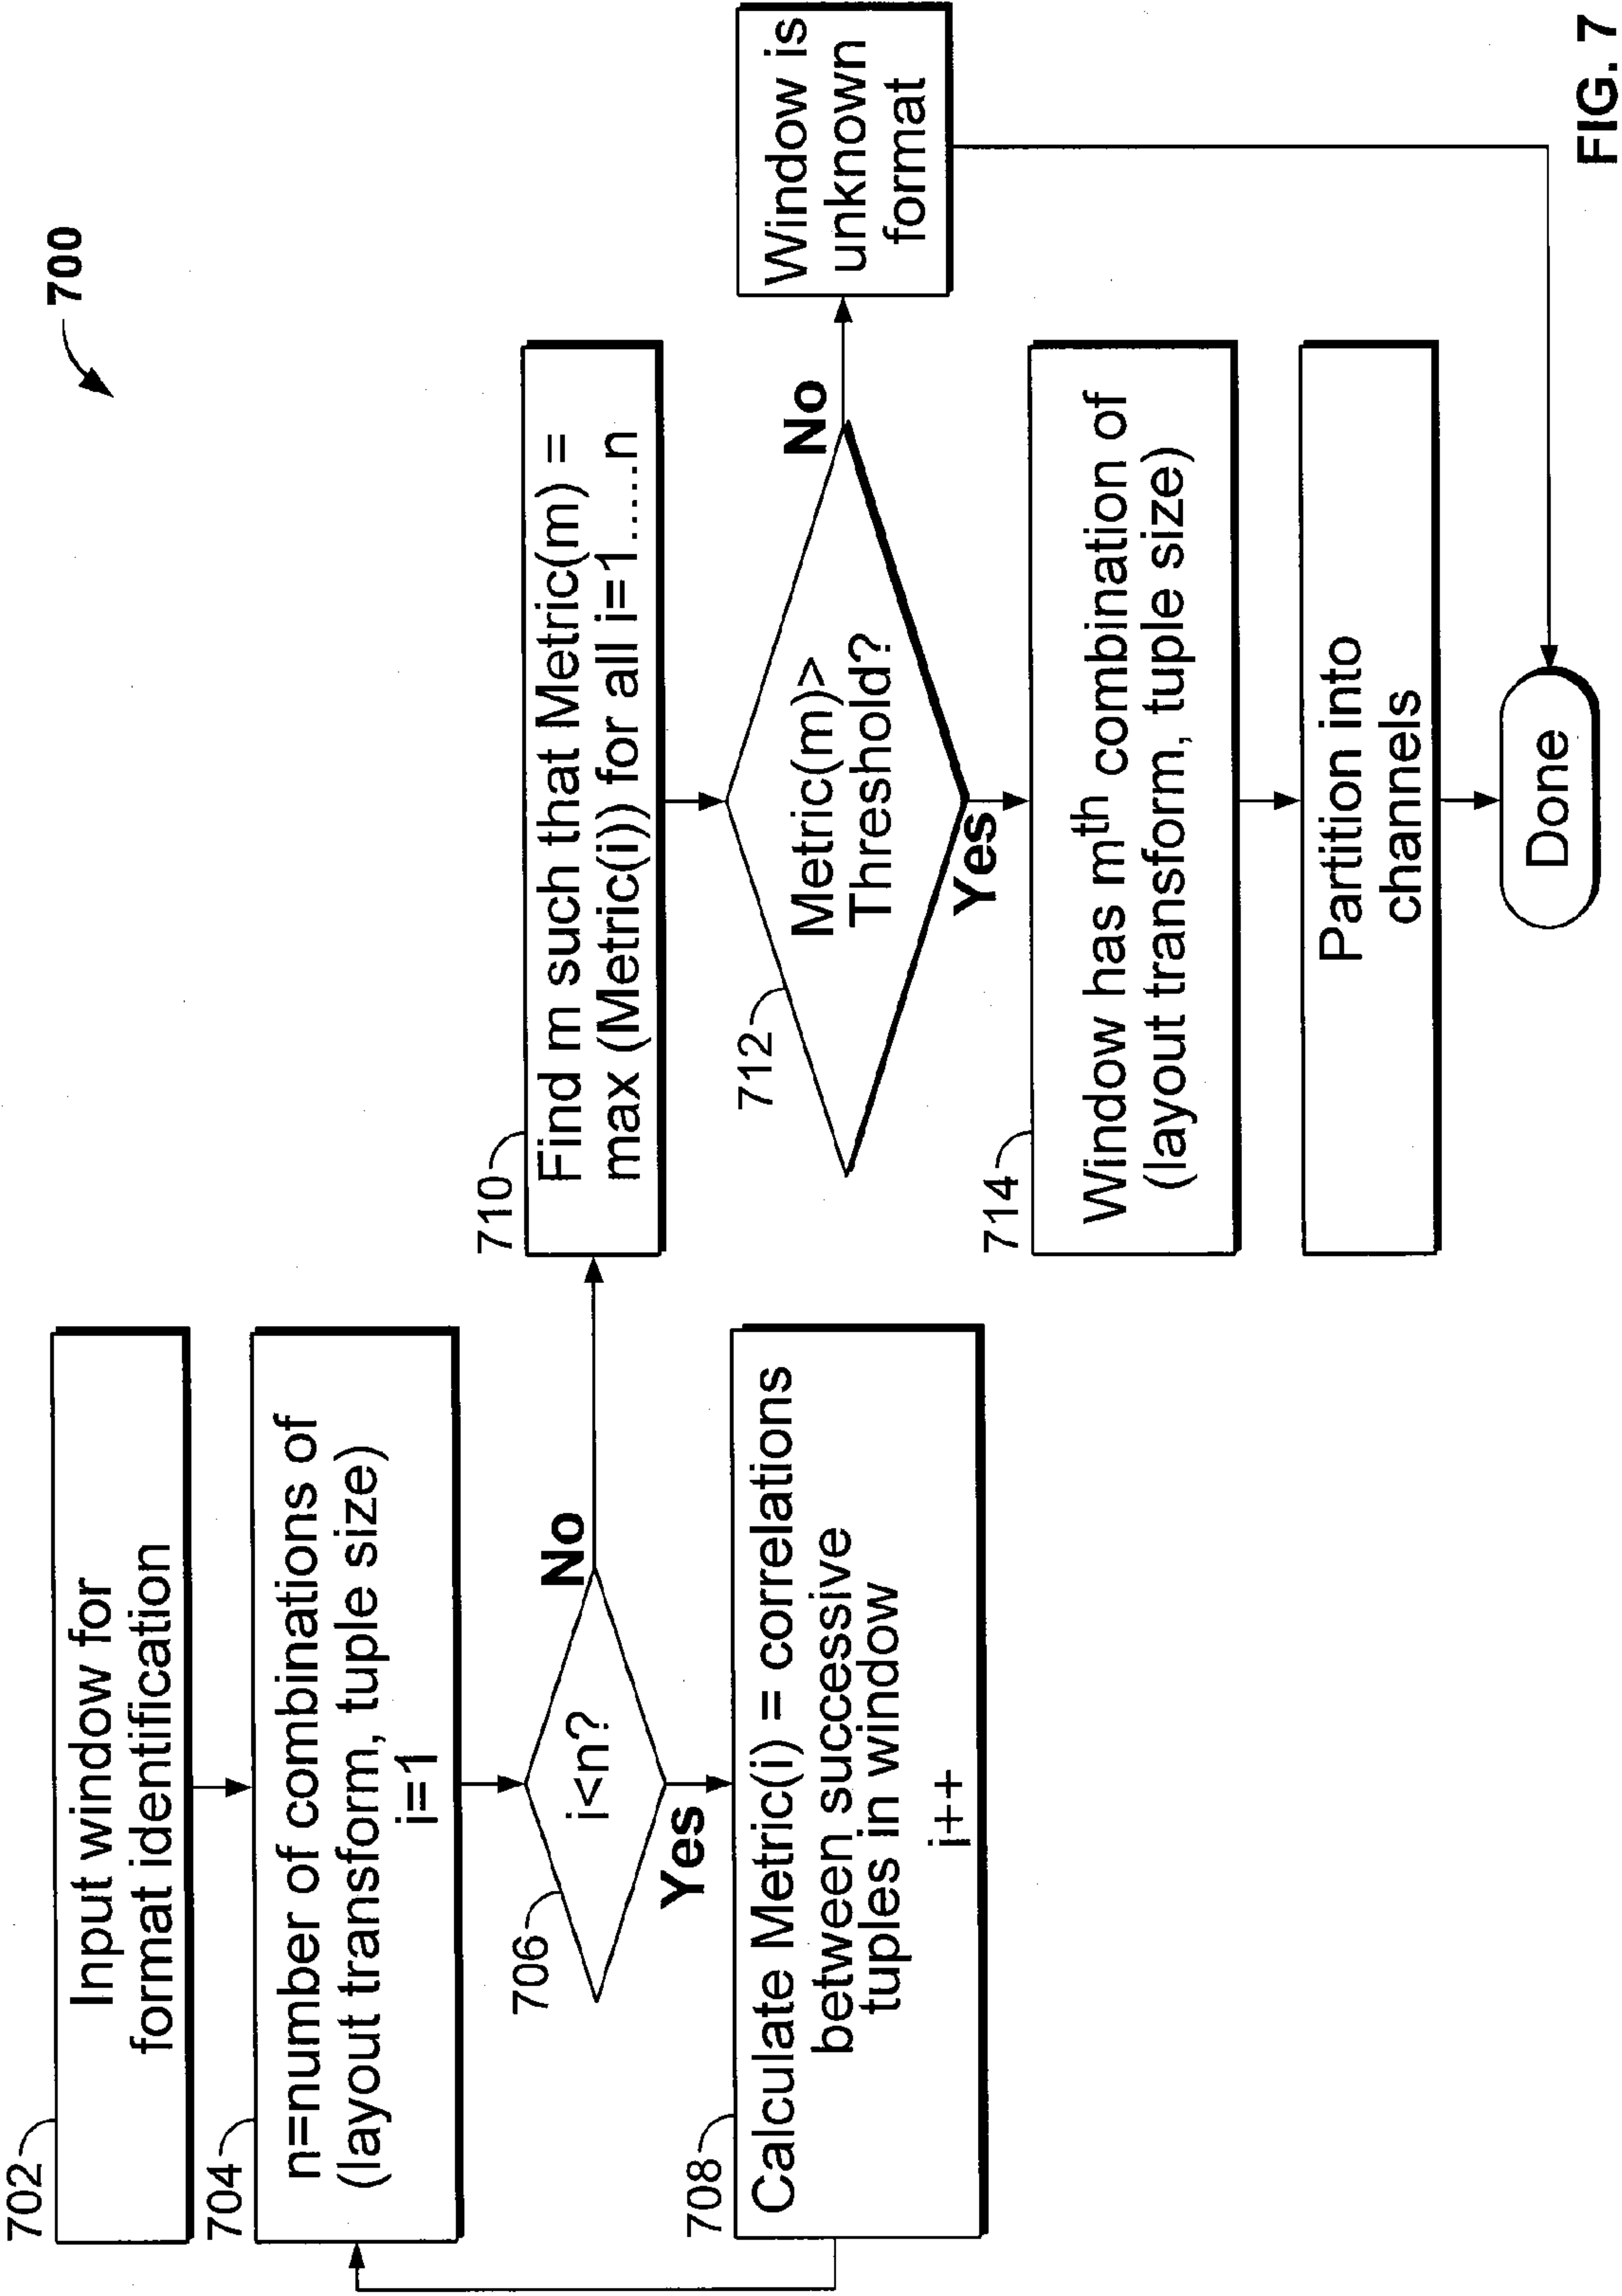 700
702
Input window for
format identification
704
n=number of combinations of
(layout transform, tuple size)
i=1
706
i<n?
No
Yes
708
Calculate Metric(i) = correlations
between successive
tuples in window
i++
710
Find m such that Metric(m) =
max (Metric(i)) for all i=1.....n
712
Metric(m)>
Threshold?
No
Yes
Window is
unknown
format
714
Window has mth combination of
(layout transform, tuple size)
Partition into
channels
Done
FIG. 7